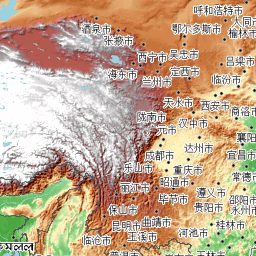 呼和浩特市
酒泉市
鄂尔多斯市
大同市
张掖市
榆林市
西宁市
吴忠市
吕梁市
海东市
兰州市
定西市
临汾市
天水市
西安市
商洛市
陇南市
汉中市
元市
襄阳
成都市
达州市
宜昌市
乐山市
重庆市
常德市
丽江市
昭通市
遵义市
保山市
毕节市
贵阳市
邵阳市
永州市
昆明市
曲靖市
桂林市
临沧市
玉溪市
河池市
玉林市